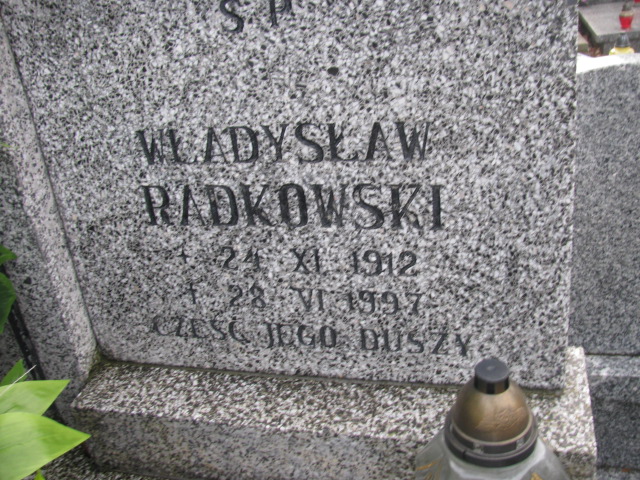 Ś P
WŁADYSŁAW
RADKOWSKI
* 24 XI 1912
+ 28 VI 1997
CZEŚĆ JEGO DUSZY